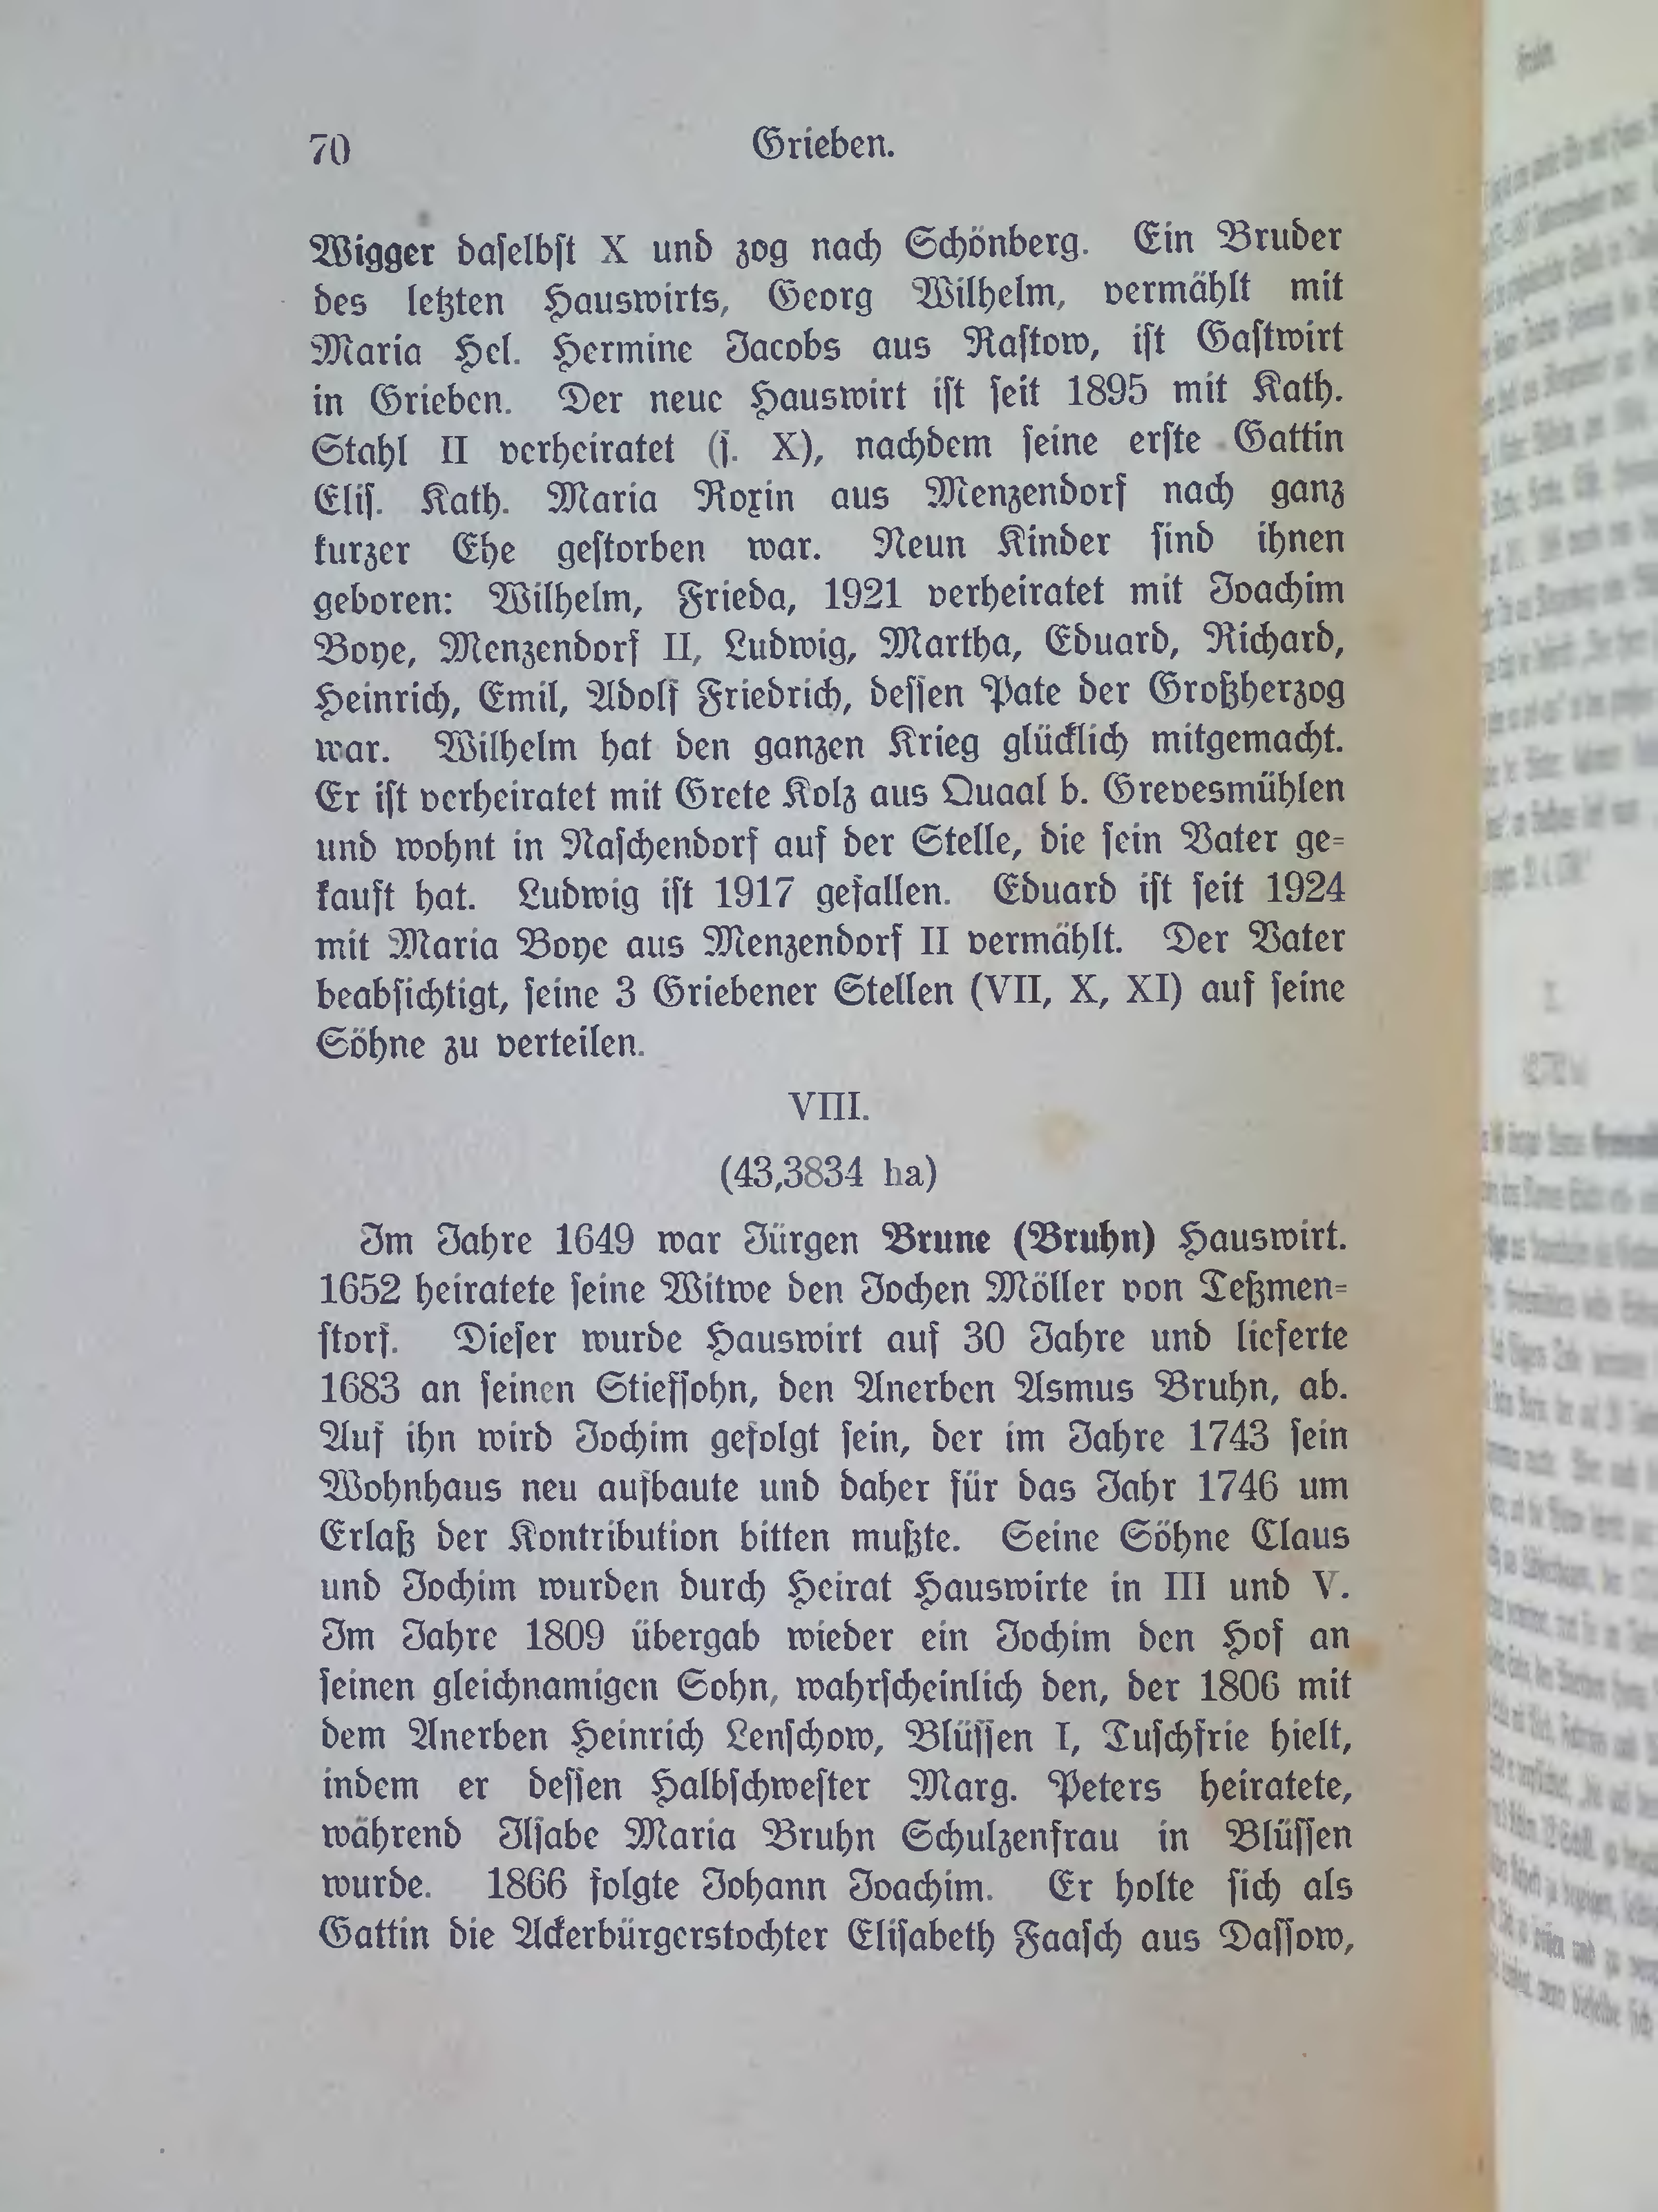 70 Grieben.
Wigger daselbst X und zog nach Schönberg. Ein Bruder
des letzten Hauswirts, Georg Wilhelm, vermählt mit
Maria Hel. Hermine Jacobs aus Rastow, ist Gastwirt
in Grieben. Der neue Hauswirt ist seit 1895 mit Kath.
Stahl II verheiratet (s. X), nachdem seine erste Gattin
Elis. Kath. Maria Roxin aus Menzendorf nach ganz
kurzer Ehe gestorben war. Neun Kinder sind ihnen
geboren: Wilhelm, Frieda, 1921 verheiratet mit Joachim
Boye, Menzendorf II, Ludwig, Martha, Eduard, Richard,
Heinrich, Emil, Adolf Friedrich, dessen Pate der Großherzog
war. Wilhelm hat den ganzen Krieg glücklich mitgemacht.
Er ist verheiratet mit Grete Kolz aus Quaal b. Grevesmühlen
und wohnt in Naschendorf auf der Stelle, die sein Vater ge-
kauft hat. Ludwig ist 1917 gefallen. Eduard ist seit 1924
mit Maria Boye aus Menzendorf II vermählt. Der Vater
beabsichtigt, seine 3 Griebener Stellen (VII, X, XI) auf seine
Söhne zu verteilen.
VIII.
(43,3834 ha)
Im Jahre 1649 war Jürgen Brune (Bruhn) Hauswirt.
1652 heiratete seine Witwe den Jochen Möller von Teßmen-
storf. Dieser wurde Hauswirt auf 30 Jahre und lieferte
1683 an seinen Stiefsohn, den Anerben Asmus Bruhn, ab.
Auf ihn wird Jochim gefolgt sein, der im Jahre 1743 sein
Wohnhaus neu aufbaute und daher für das Jahr 1746 um
Erlaß der Kontribution bitten mußte. Seine Söhne Claus
und Jochim wurden durch Heirat Hauswirte in III und V.
Im Jahre 1809 übergab wieder ein Jochim den Hof an
seinen gleichnamigen Sohn, wahrscheinlich den, der 1806 mit
dem Anerben Heinrich Lenschow, Blüssen I, Tuschfrie hielt,
indem er dessen Halbschwester Marg. Peters heiratete,
während Ilsabe Maria Bruhn Schulzenfrau in Blüssen
wurde. 1866 folgte Johann Joachim. Er holte sich als
Gattin die Ackerbürgerstochter Elisabeth Faasch aus Dassow,